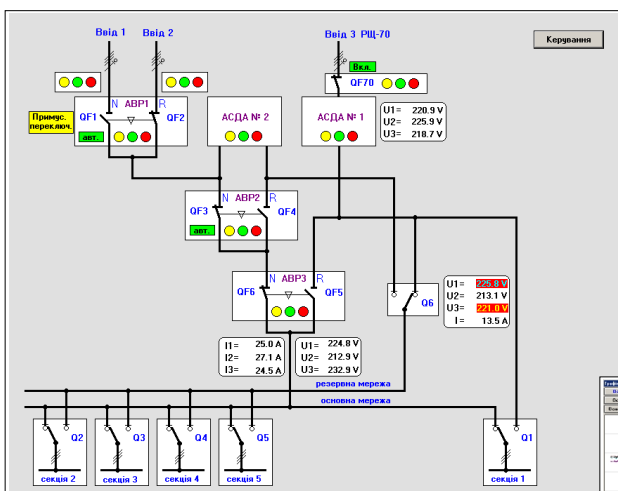 Ввід 1
Ввід 2
Ввід 3 РЩ-70
Керування
Вкл.
QF70
N АВР1 R
QF1
QF2
Примус.
переключ.
авт.
АСДА № 2
АСДА № 1
U1= 220.9 V
U2= 225.9 V
U3= 218.7 V
N АВР2 R
QF3
QF4
авт.
N АВР3 R
QF6
QF5
Q6
U1= 225.8 V
U2= 213.1 V
U3= 221.0 V
I = 13.5 A
I1= 25.0 A
I2= 27.1 A
I3= 24.5 A
U1= 224.8 V
U2= 212.9 V
U3= 232.9 V
резервна мережа
основна мережа
Q2
Q3
Q4
Q5
Q1
секція 2
секція 3
секція 4
секція 5
секція 1